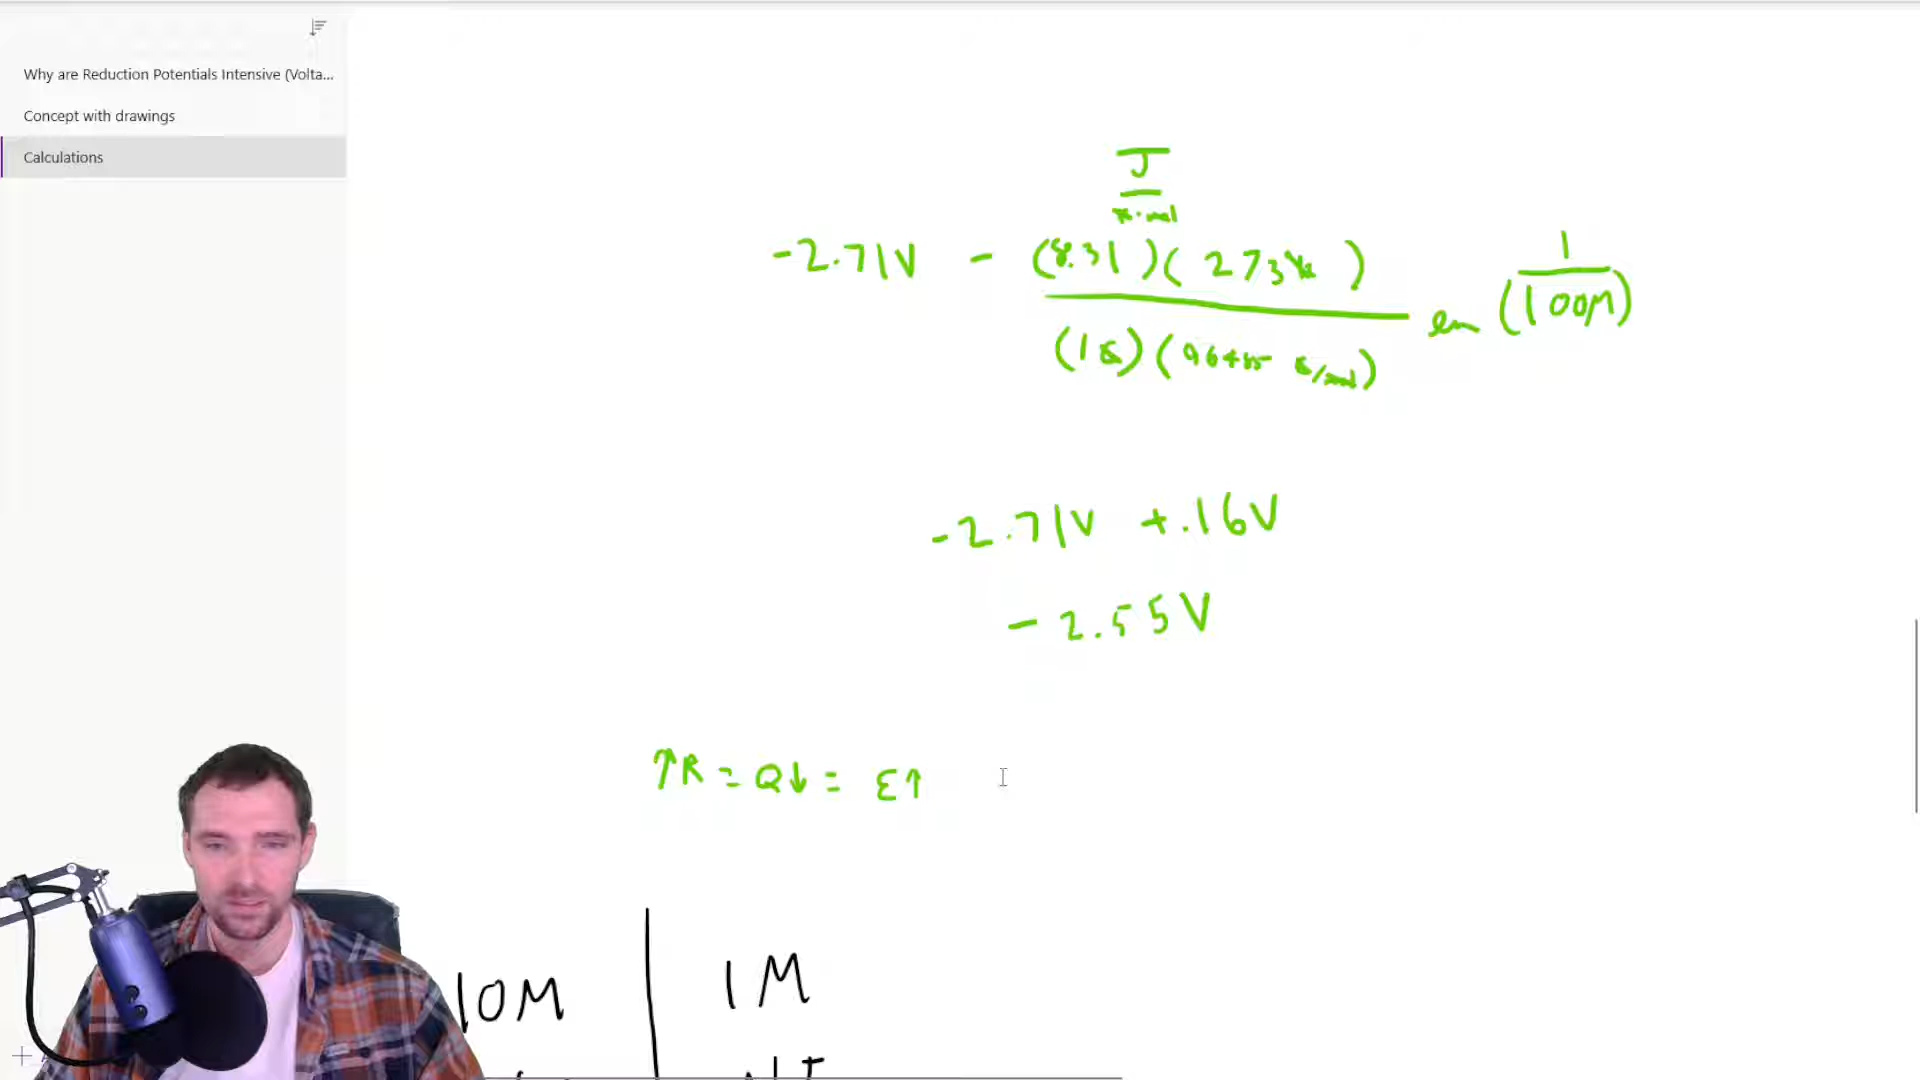 Why are Reduction Potentials Intensive (Volta...
Concept with drawings
Calculations
J
K·mol
-2.71V - (8.31)(273K)
(1e)(96485 e/mol)
ln 1
(100M)
-2.71V +.16V
-2.55V
↑R = Q↓ = Ɛ↑
10M
1M